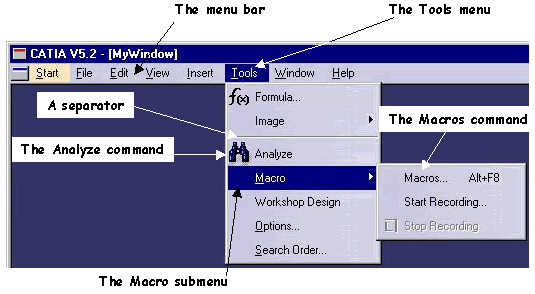 The menu bar
The Tools menu
CATIA V5.2 - [MyWindow]
Start File Edit View Insert Tools Window Help
f(x) Formula...
A separator
Image
The Macros command
The Analyze command
Analyze
Macro
Macros... Alt+F8
Workshop Design
Start Recording...
Options...
Stop Recording
Search Order...
The Macro submenu